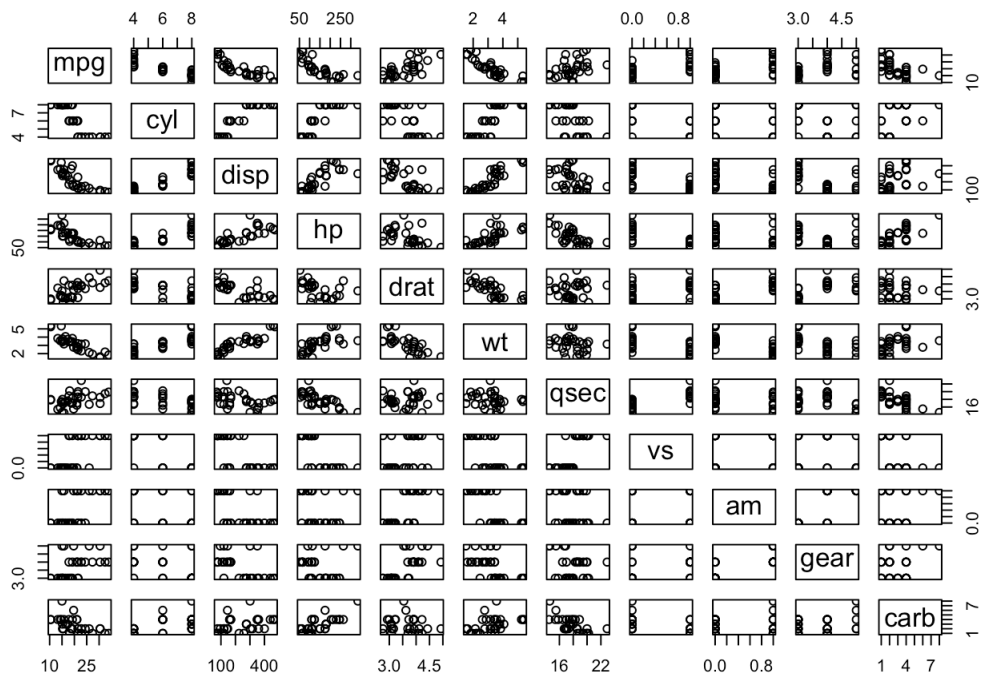 4 6 8 50 250 2 4 0.0 0.8 3.0 4.5
mpg 10
4 7 cyl
disp 100
50 hp
drat 3.0
2 5 wt
qsec 16
0.0 vs
am 0.0
3.0 gear
carb 1 7
10 25 100 400 3.0 4.5 16 22 0.0 0.8 1 4 7